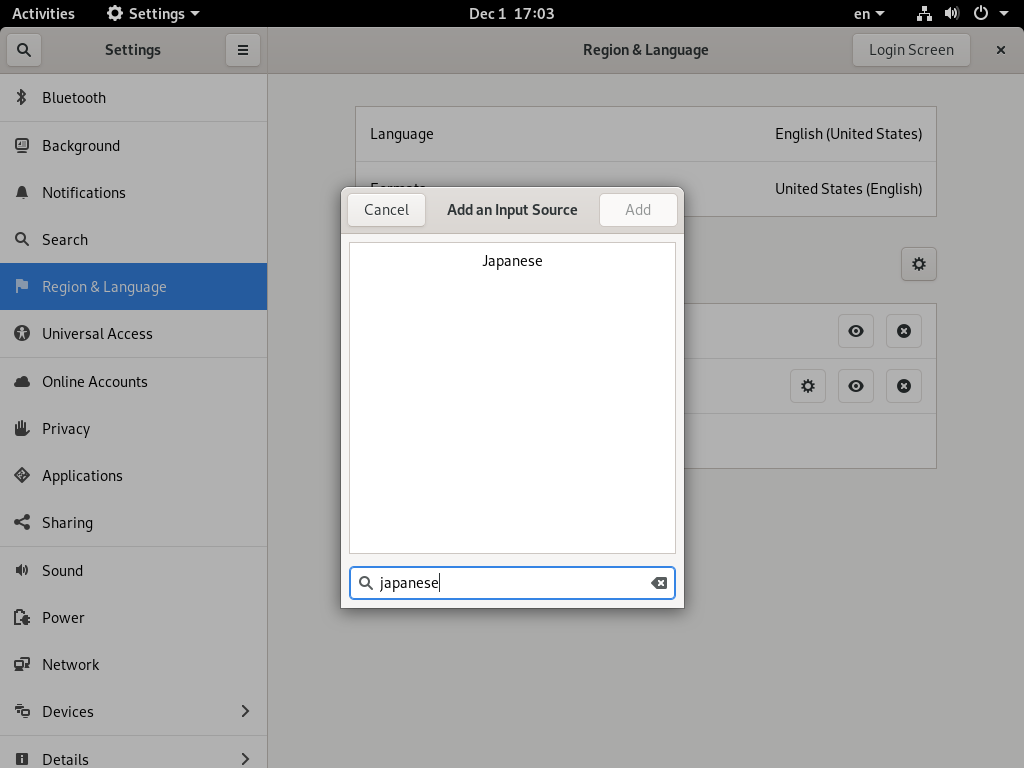 Activities Settings Dec 1 17:03 en
Settings Region & Language Login Screen
Bluetooth
Background
Notifications
Search
Region & Language
Universal Access
Online Accounts
Privacy
Applications
Sharing
Sound
Power
Network
Devices
Details
Language English (United States)
Formats United States (English)
Cancel Add an Input Source Add
Japanese
japanese